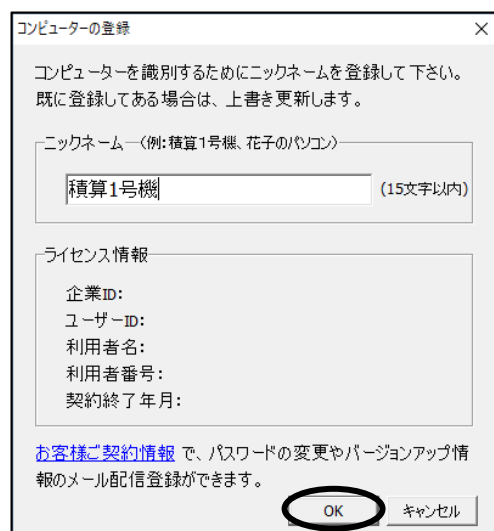 コンピューターの登録
コンピューターを識別するためにニックネームを登録して下さい。
既に登録してある場合は、上書き更新します。
ニックネーム―(例:積算1号機、花子のパソコン)
積算1号機
(15文字以内)
ライセンス情報
企業ID:
ユーザーID:
利用者名:
利用者番号:
契約終了年月:
お客様ご契約情報 で、パスワードの変更やバージョンアップ情
報のメール配信登録ができます。
OK
キャンセル